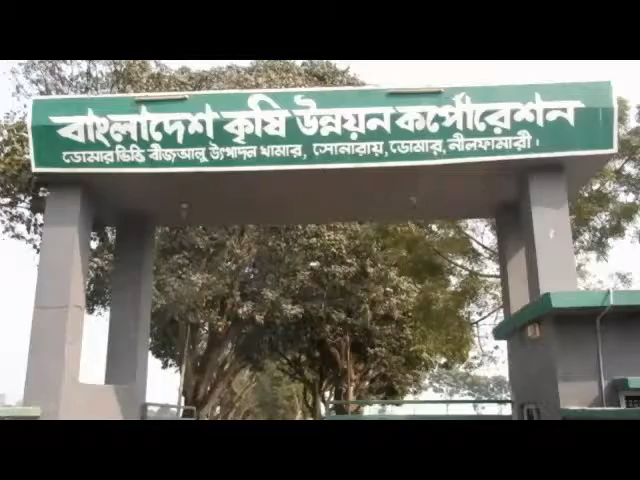 বাংলাদেশ কৃষি উন্নয়ন কর্পোরেশন
ডোমার ভিত্তি বীজআলু উৎপাদন খামার, সোনারায়, ডোমার, নীলফামারী।